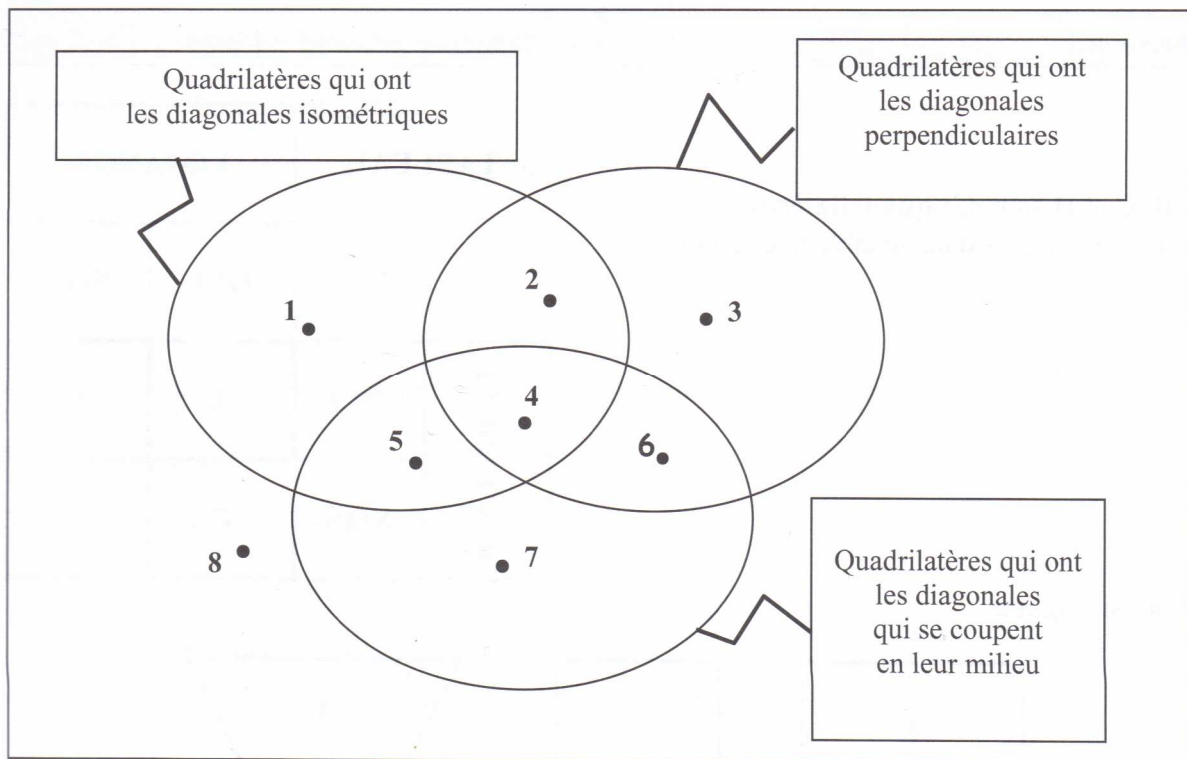 Quadrilatères qui ont
les diagonales isométriques
Quadrilatères qui ont
les diagonales
perpendiculaires
2
1
3
4
5
6
8
7
Quadrilatères qui ont
les diagonales
qui se coupent
en leur milieu